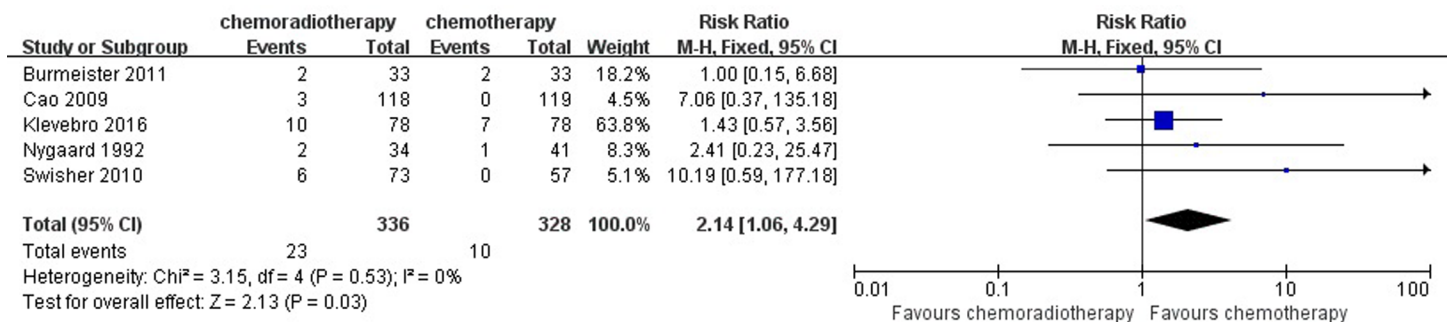 chemoradiotherapy chemotherapy Risk Ratio Risk Ratio
Study or Subgroup Events Total Events Total Weight M-H, Fixed, 95% CI M-H, Fixed, 95% CI
Burmeister 2011 2 33 2 33 18.2% 1.00 [0.15, 6.68]
Cao 2009 3 118 0 119 4.5% 7.06 [0.37, 135.18]
Klevebro 2016 10 78 7 78 63.8% 1.43 [0.57, 3.56]
Nygaard 1992 2 34 1 41 8.3% 2.41 [0.23, 25.47]
Swisher 2010 6 73 0 57 5.1% 10.19 [0.59, 177.18]
Total (95% CI) 336 328 100.0% 2.14 [1.06, 4.29]
Total events 23 10
Heterogeneity: Chi² = 3.15, df = 4 (P = 0.53); I² = 0%
Test for overall effect: Z = 2.13 (P = 0.03)
0.01 0.1 1 10 100
Favours chemoradiotherapy Favours chemotherapy